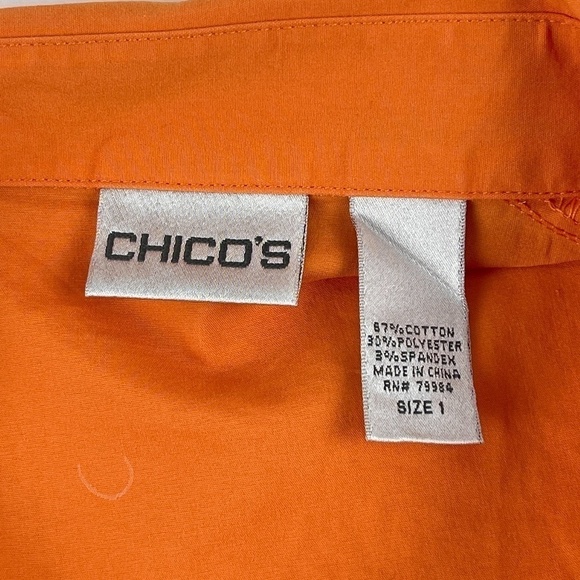 CHICO'S
67%COTTON
30%POLYESTER
3%SPANDEX
MADE IN CHINA
RN# 79984
SIZE 1